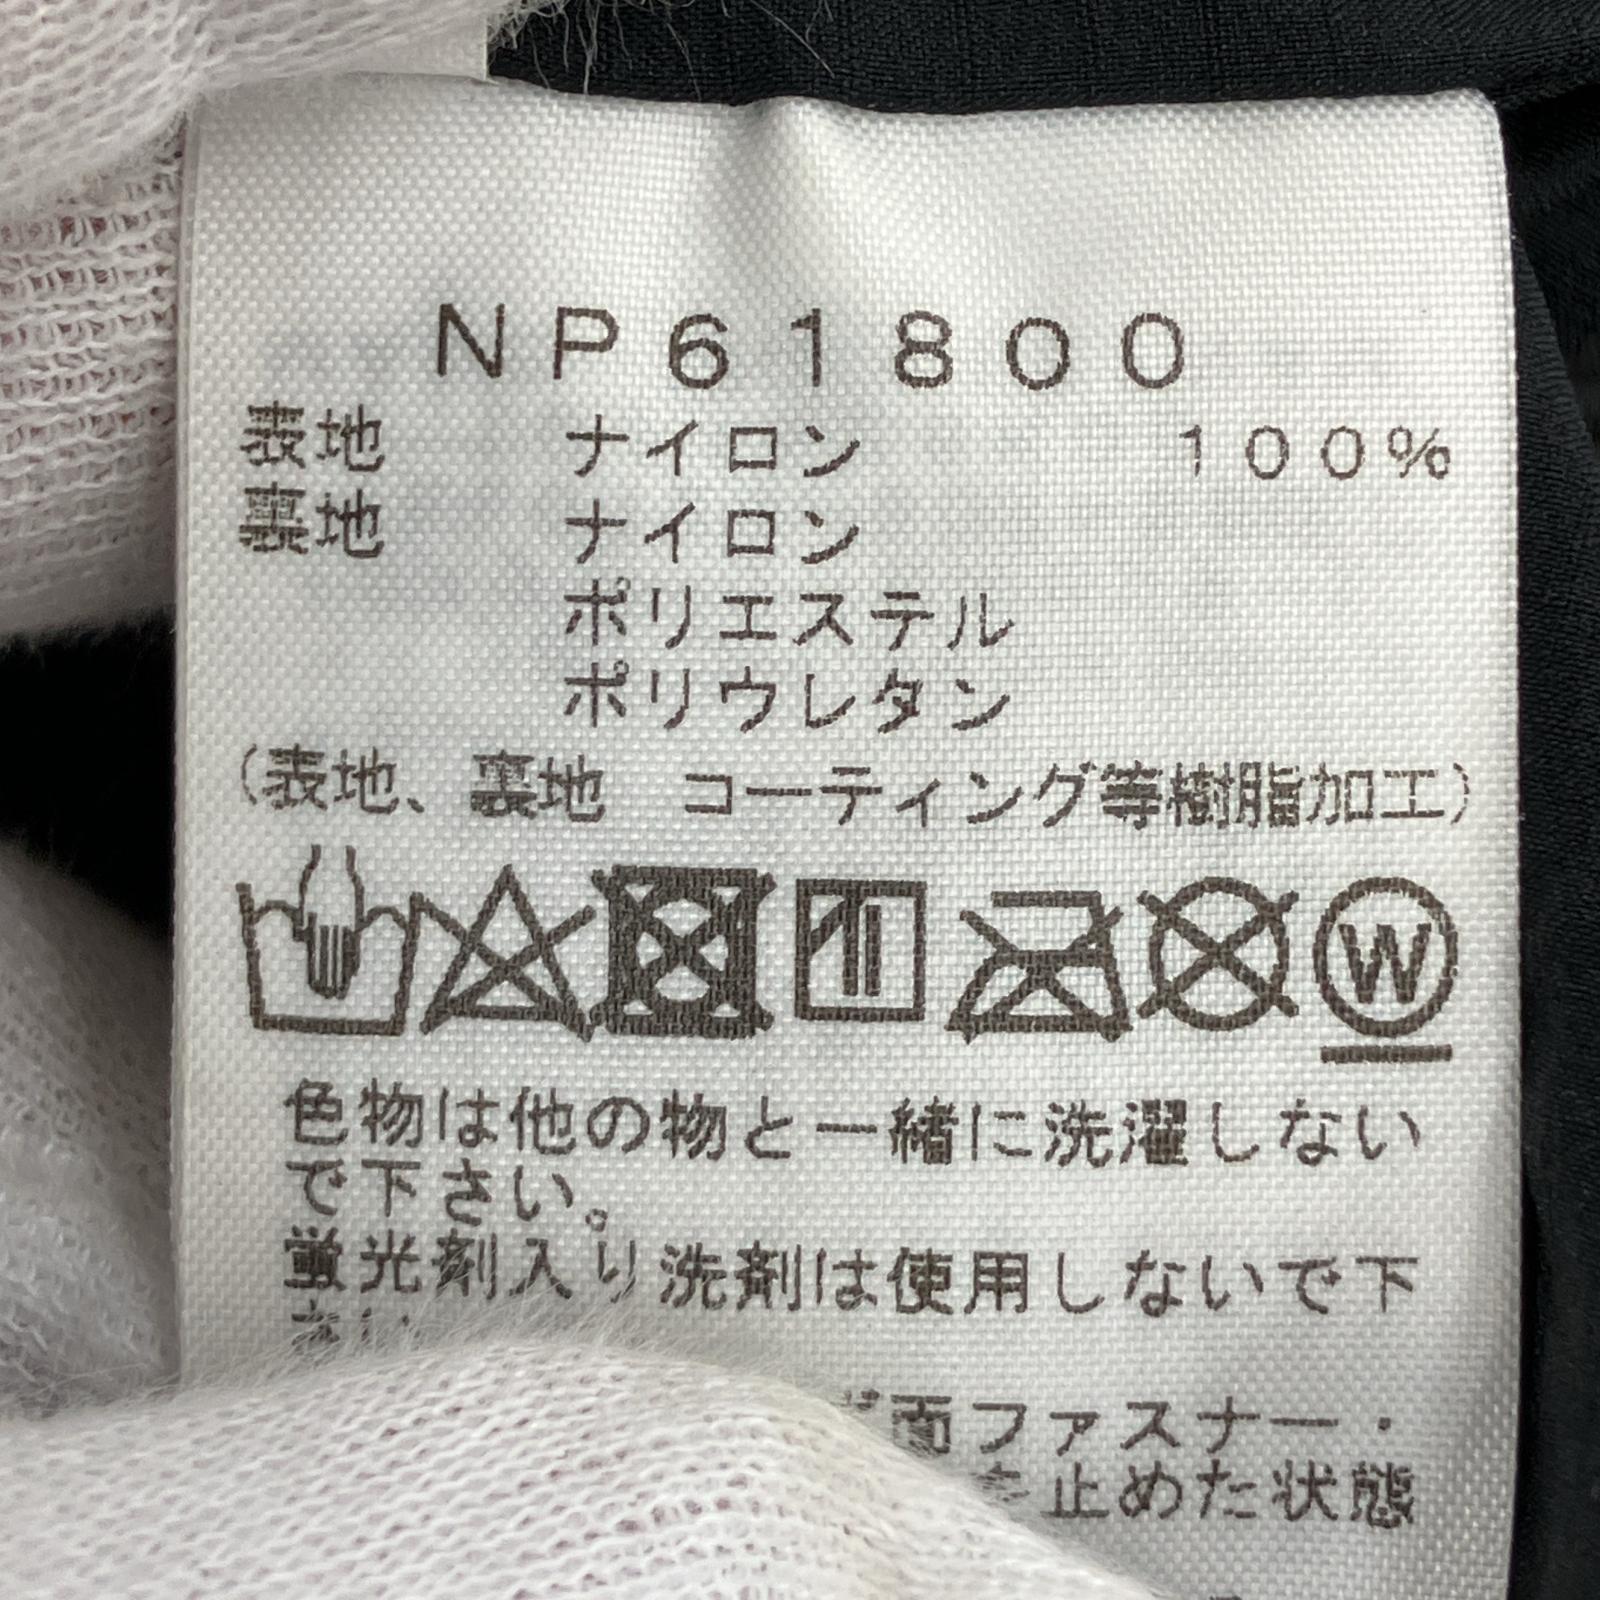 NP61800
表地 ナイロン 100%
裏地 ナイロン
ポリエステル
ポリウレタン
(表地、裏地 コーティング等樹脂加工)
W
色物は他の物と一緒に洗濯しない
で下さい。
蛍光剤入り洗剤は使用しないで下
さい
面ファスナー・
を止めた状態